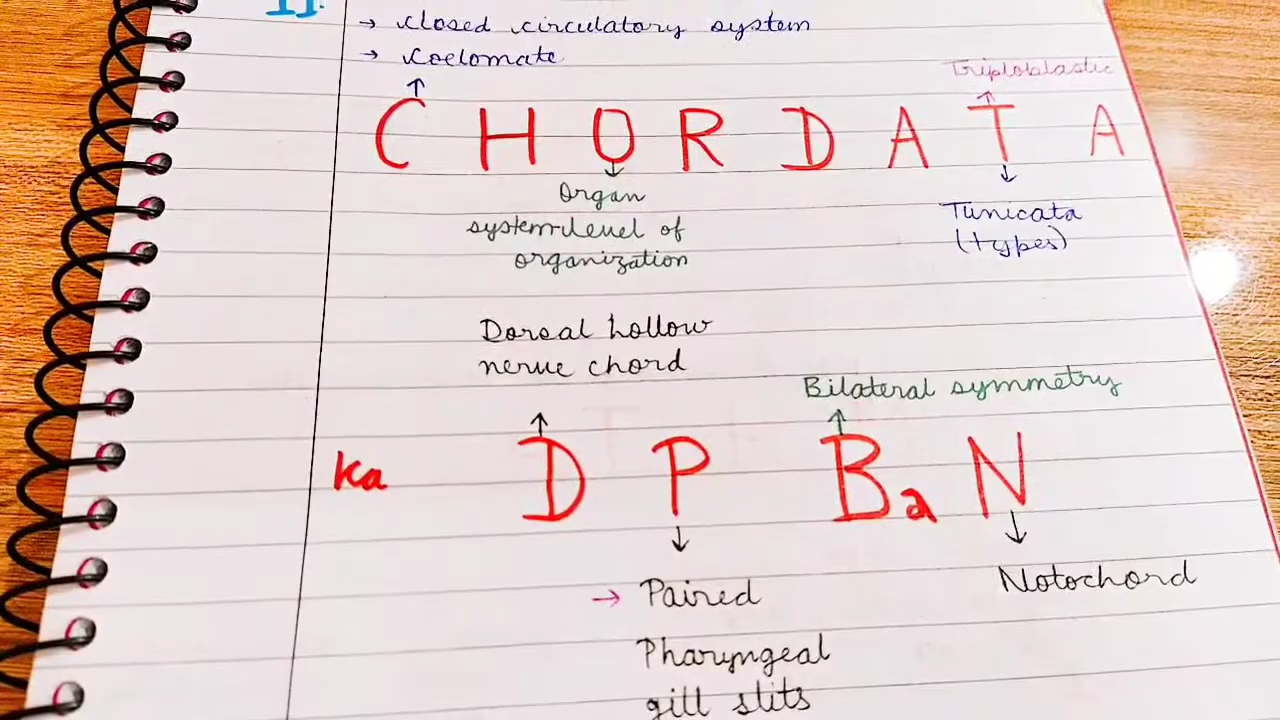 II.
→ closed circulatory system
→ coelomate
Triploblastic
C H O R D A T A
Organ
system-level of
organization
Tunicata
(types)
Dorsal hollow
nerve chord
Bilateral symmetry
Ka D P Ba N
→ Paired
Pharyngeal
gill slits
Notochord